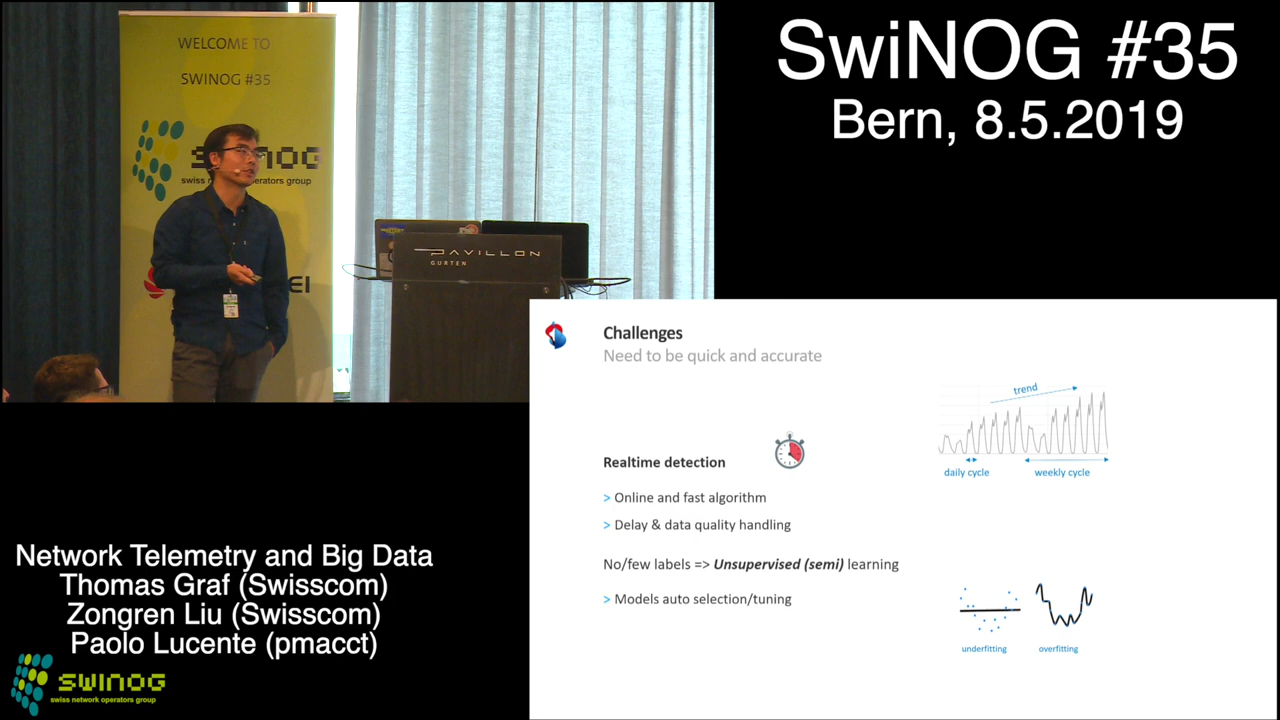 WELCOME TO
SWINOG #35
SWINOG
swiss network operators group
EI
PAVILLON
GURTEN
SwiNOG #35
Bern, 8.5.2019
Challenges
Need to be quick and accurate
trend
daily cycle
weekly cycle
Realtime detection
> Online and fast algorithm
> Delay & data quality handling
No/few labels => Unsupervised (semi) learning
> Models auto selection/tuning
underfitting
overfitting
Network Telemetry and Big Data
Thomas Graf (Swisscom)
Zongren Liu (Swisscom)
Paolo Lucente (pmacct)
SWINOG
swiss network operators group